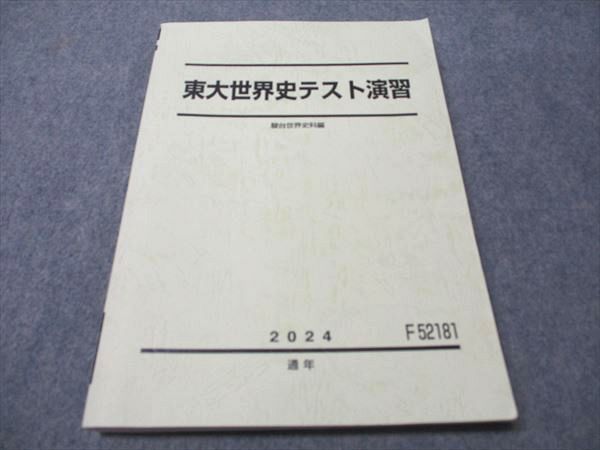 東大世界史テスト演習
駿台世界史科編
2024
F52181
通年